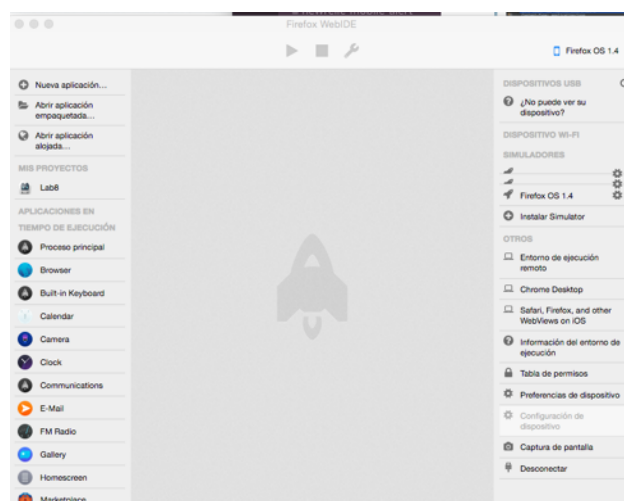 Firefox WebIDE
Firefox OS 1.4
Nueva aplicación...
Abrir aplicación
empaquetada...
Abrir aplicación
alojada...
MIS PROYECTOS
Lab6
APLICACIONES EN
TIEMPO DE EJECUCIÓN
Proceso principal
Browser
Built-in Keyboard
Calendar
Camera
Clock
Communications
E-Mail
FM Radio
Gallery
Homescreen
Marketplace
DISPOSITIVOS USB
¿No puede ver su
dispositivo?
DISPOSITIVO WI-FI
SIMULADORES
Firefox OS 1.4
Instalar Simulator
OTROS
Entorno de ejecución
remoto
Chrome Desktop
Safari, Firefox, and other
WebViews on iOS
Información del entorno de
ejecución
Tabla de permisos
Preferencias de dispositivo
Configuración de
dispositivo
Captura de pantalla
Desconectar